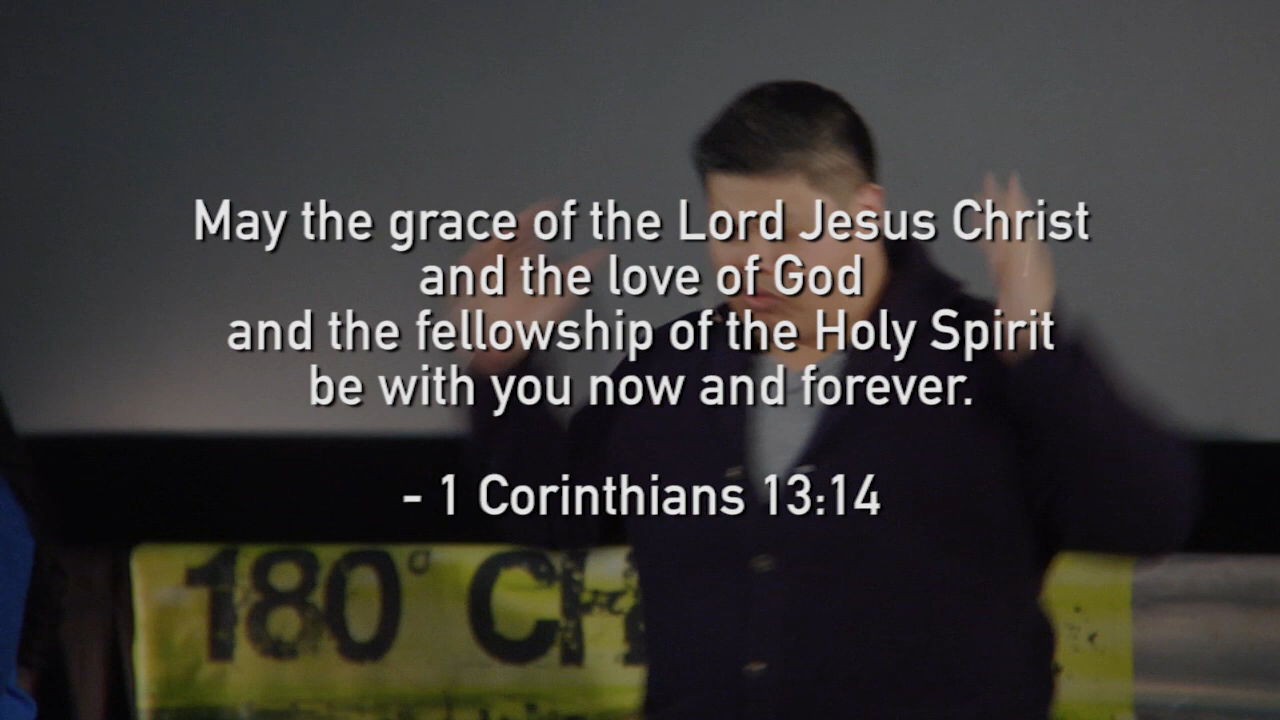 May the grace of the Lord Jesus Christ
and the love of God
and the fellowship of the Holy Spirit
be with you now and forever.
- 1 Corinthians 13:14
180°